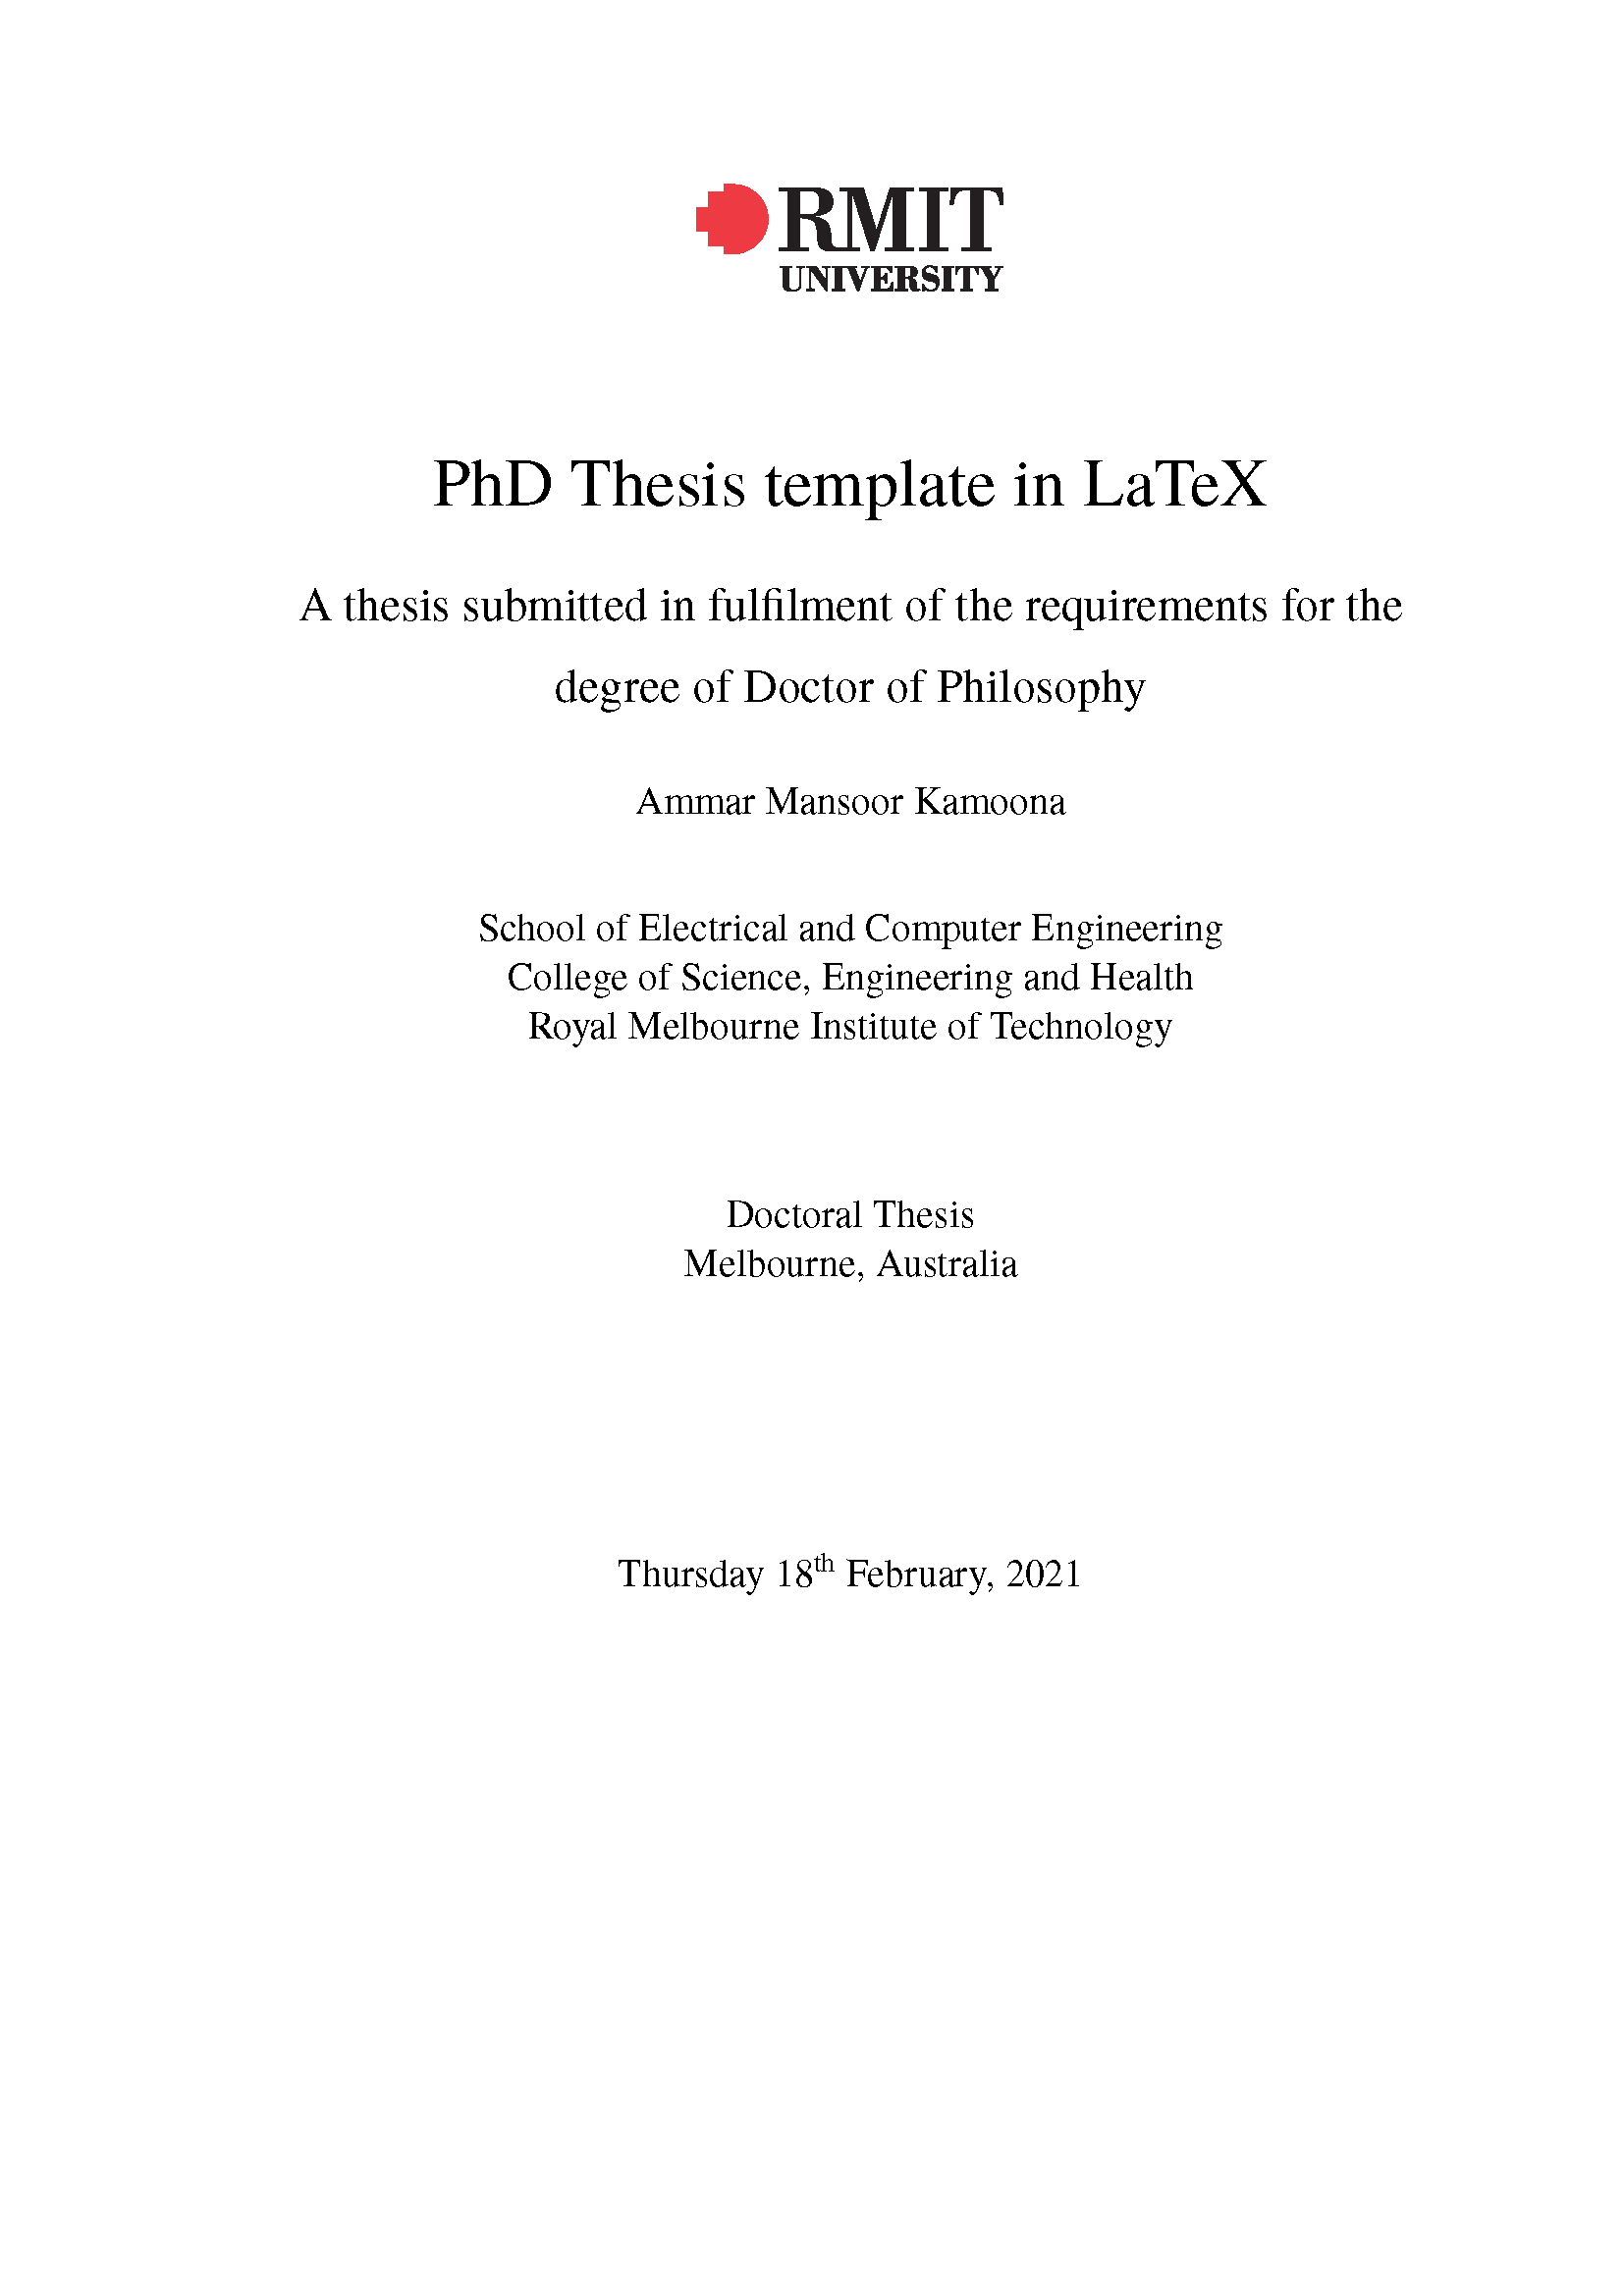 RMIT
UNIVERSITY
PhD Thesis template in LaTeX
A thesis submitted in fulfilment of the requirements for the
degree of Doctor of Philosophy
Ammar Mansoor Kamoona
School of Electrical and Computer Engineering
College of Science, Engineering and Health
Royal Melbourne Institute of Technology
Doctoral Thesis
Melbourne, Australia
Thursday 18th February, 2021